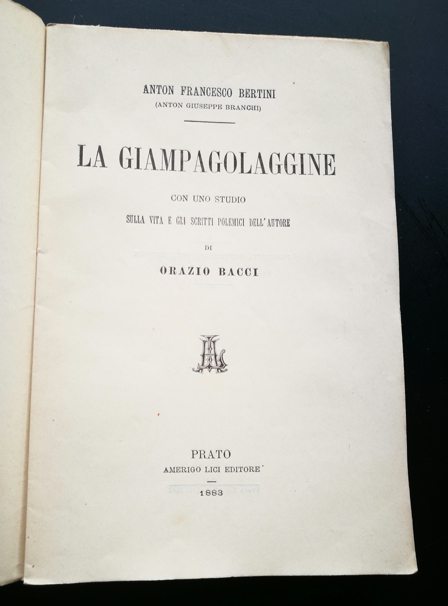 ANTON FRANCESCO BERTINI
(ANTON GIUSEPPE BRANCHI)
LA GIAMPAGOLAGGINE
CON UNO STUDIO
SULLA VITA E GLI SCRITTI POLEMICI DELL'AUTORE
DI
ORAZIO BACCI
AL
PRATO
AMERIGO LICI EDITORE
1883